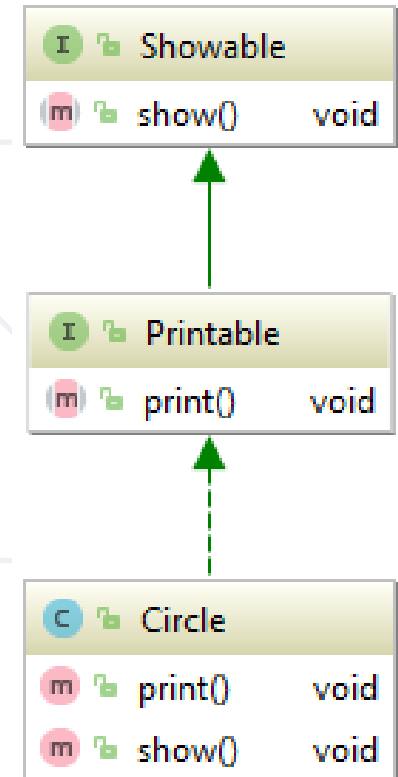 I Showable
m show() void
I Printable
m print() void
C Circle
m print() void
m show() void